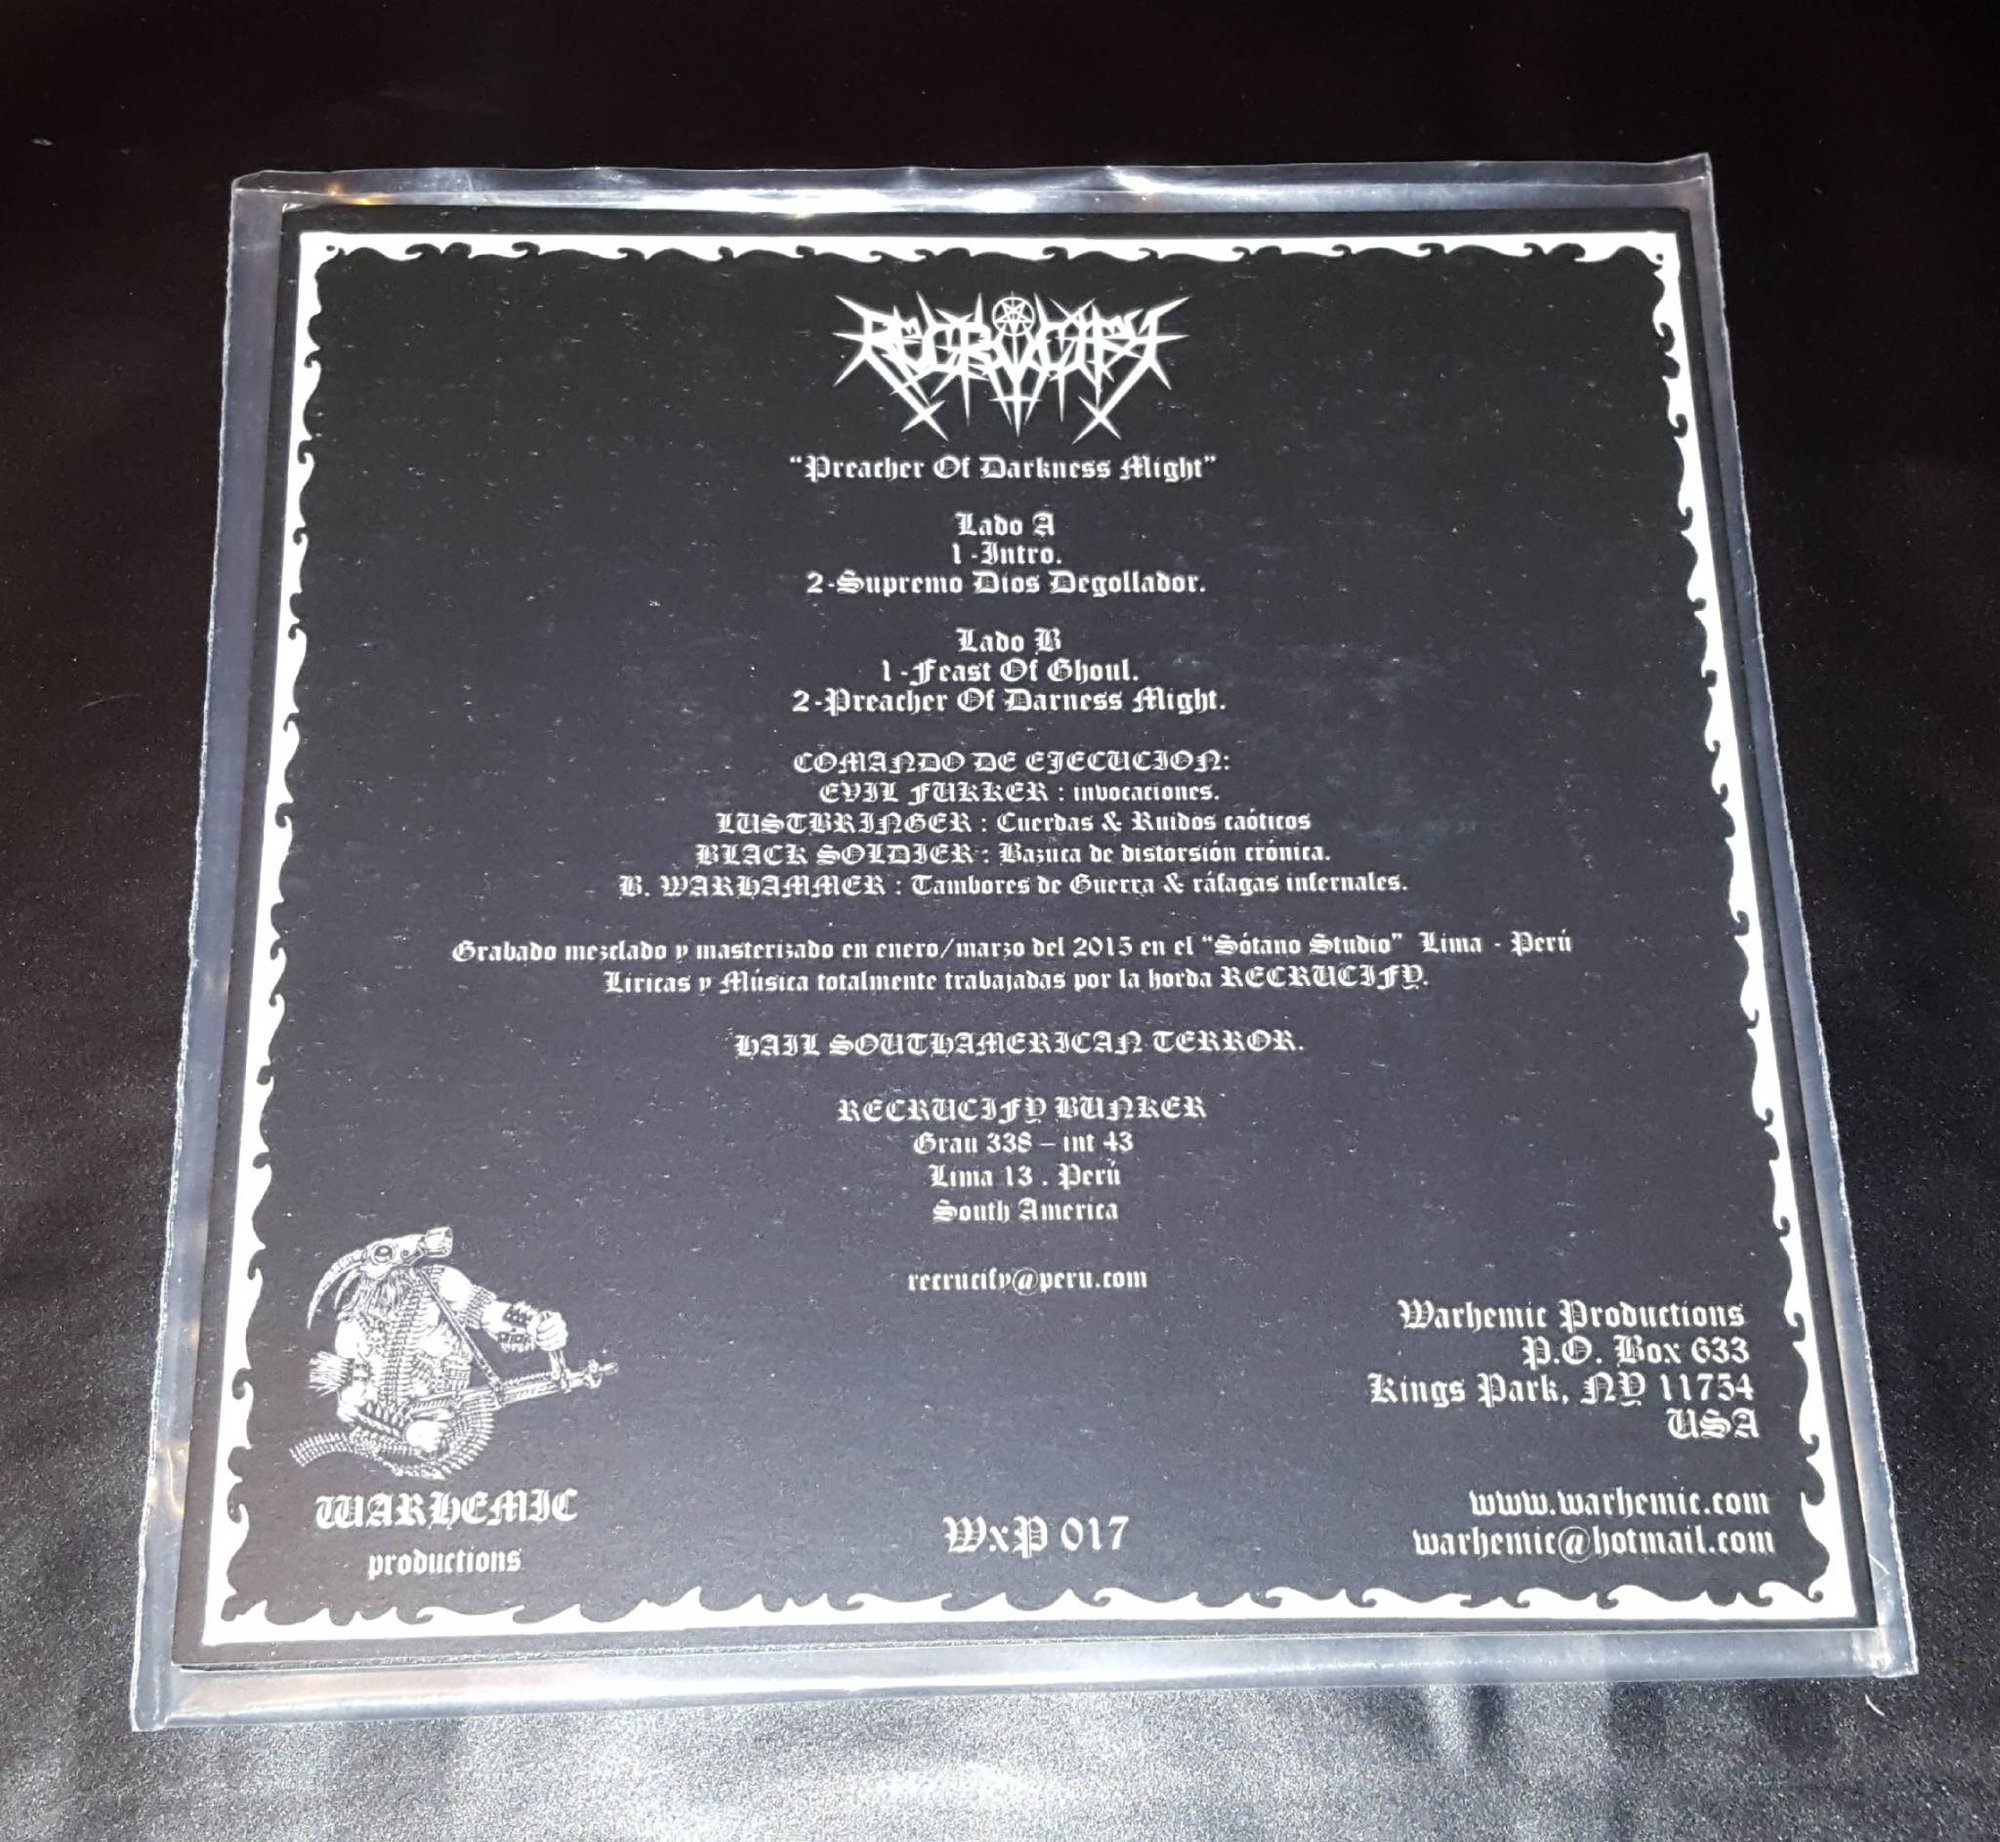 RECRUCIFY
“Preacher Of Darkness Might”
Lado A
1-Intro.
2-Supremo Dios Degollador.
Lado B
1-Feast Of Ghoul.
2-Preacher Of Darness Might.
COMANDO DE EJECUCION:
EVIL FUKKER : invocaciones.
LUSTBRINGER : Cuerdas & Ruidos caóticos
BLACK SOLDIER : Bazuca de distorsión crónica.
B. WARHAMMER : Tambores de Guerra & ráfagas infernales.
Grabado mezclado y masterizado en enero/marzo del 2015 en el “Sótano Studio” Lima - Perú
Liricas y Música totalmente trabajadas por la horda RECRUCIFY.
HAIL SOUTHAMERICAN TERROR.
RECRUCIFY BUNKER
Grau 338 – int 43
Lima 13 . Perú
South America
recrucify@peru.com
Warhemic Productions
P.O. Box 633
Kings Park, NY 11754
USA
www.warhemic.com
warhemic@hotmail.com
WxP 017
WARHEMIC
productions